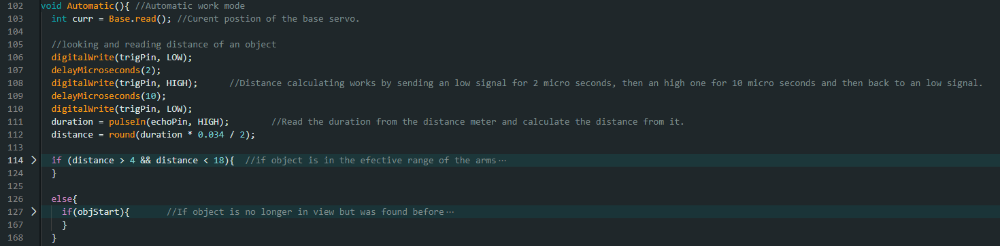 102 void Automatic(){ //Automatic work mode
103 int curr = Base.read(); //Curent postion of the base servo.
104
105 //looking and reading distance of an object
106 digitalWrite(trigPin, LOW);
107 delayMicroseconds(2);
108 digitalWrite(trigPin, HIGH); //Distance calculating works by sending an low signal for 2 micro seconds, then an high one for 10 micro seconds and then back to an low signal.
109 delayMicroseconds(10);
110 digitalWrite(trigPin, LOW);
111 duration = pulseIn(echoPin, HIGH); //Read the duration from the distance meter and calculate the distance from it.
112 distance = round(duration * 0.034 / 2);
113
114 > if (distance > 4 && distance < 18){ //if object is in the efective range of the arms···
124 }
125
126 else{
127 > if(objStart){ //If object is no longer in view but was found before···
167 }
168 }